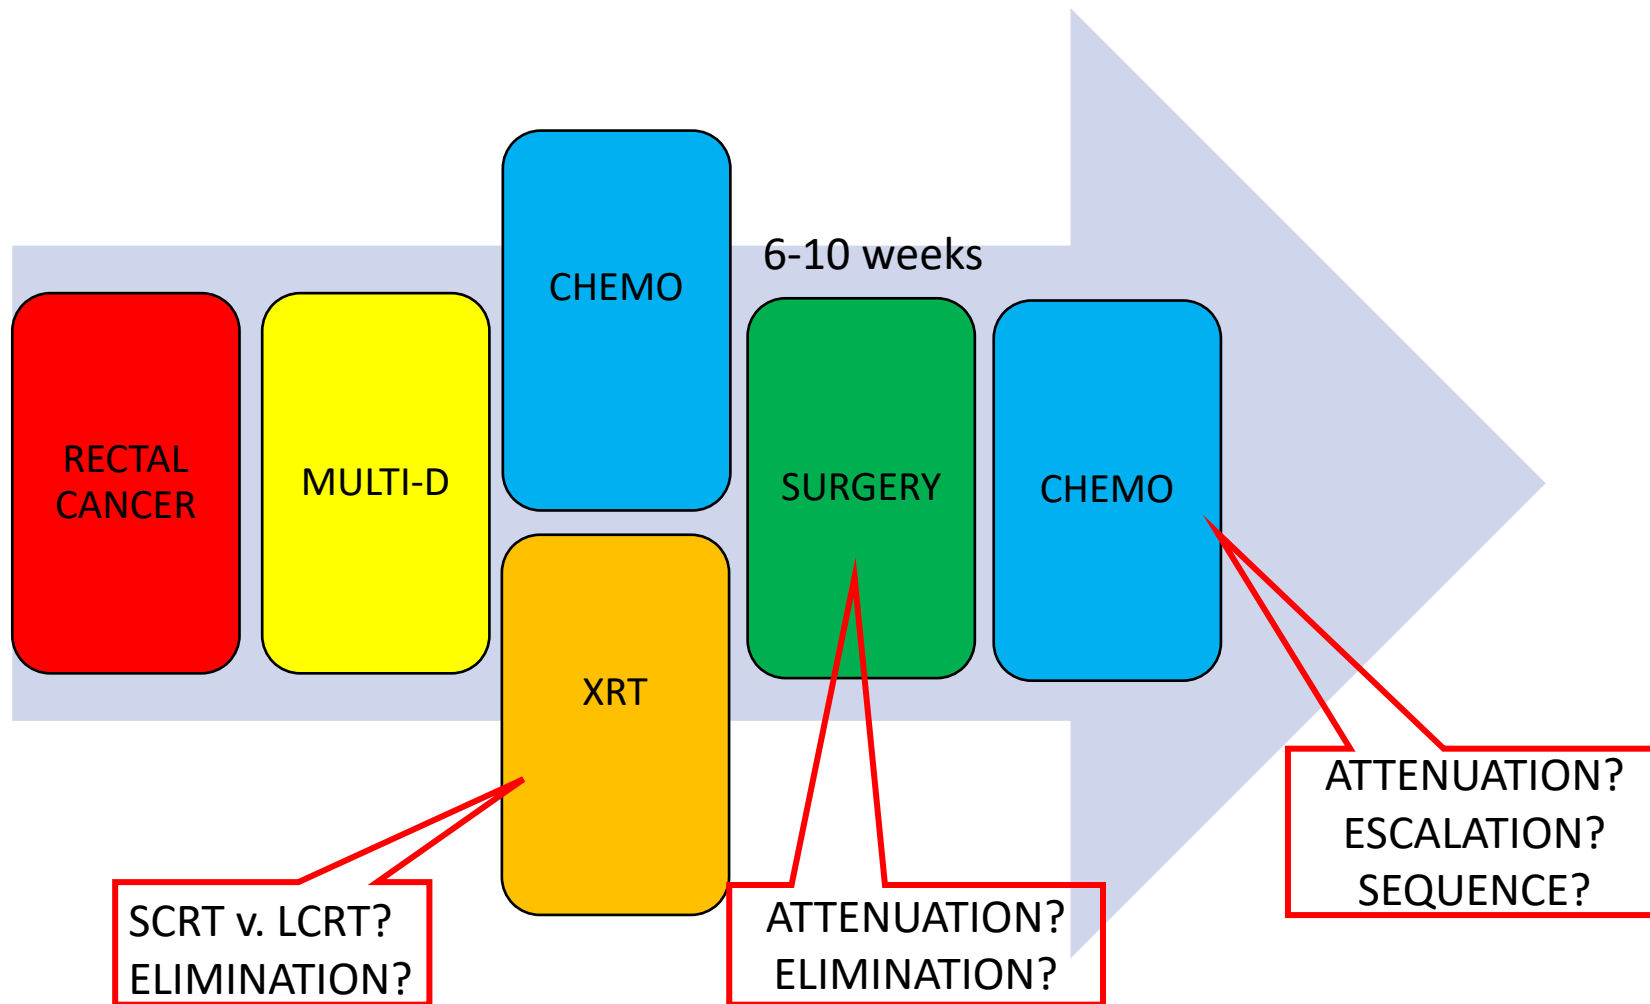 RECTAL
CANCER
MULTI-D
CHEMO
XRT
6-10 weeks
SURGERY
CHEMO
SCRT v. LCRT?
ELIMINATION?
ATTENUATION?
ELIMINATION?
ATTENUATION?
ESCALATION?
SEQUENCE?